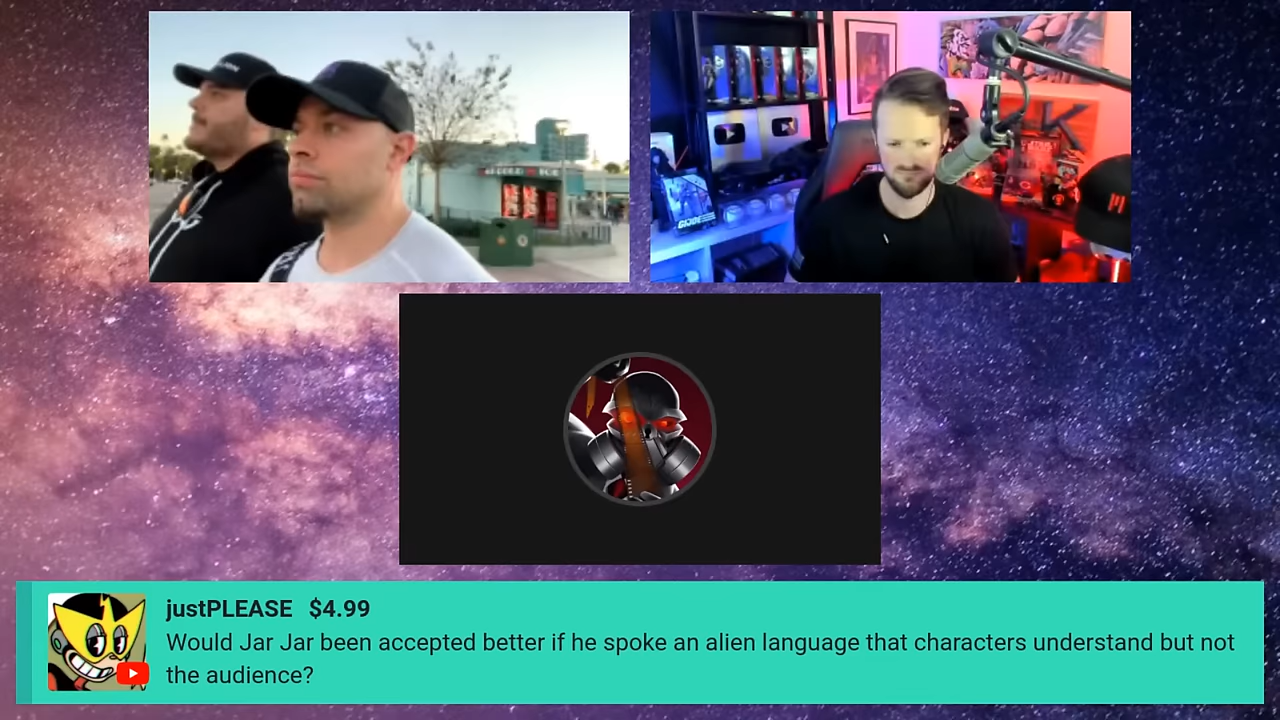 GIJOE
K
justPLEASE $4.99
Would Jar Jar been accepted better if he spoke an alien language that characters understand but not
the audience?